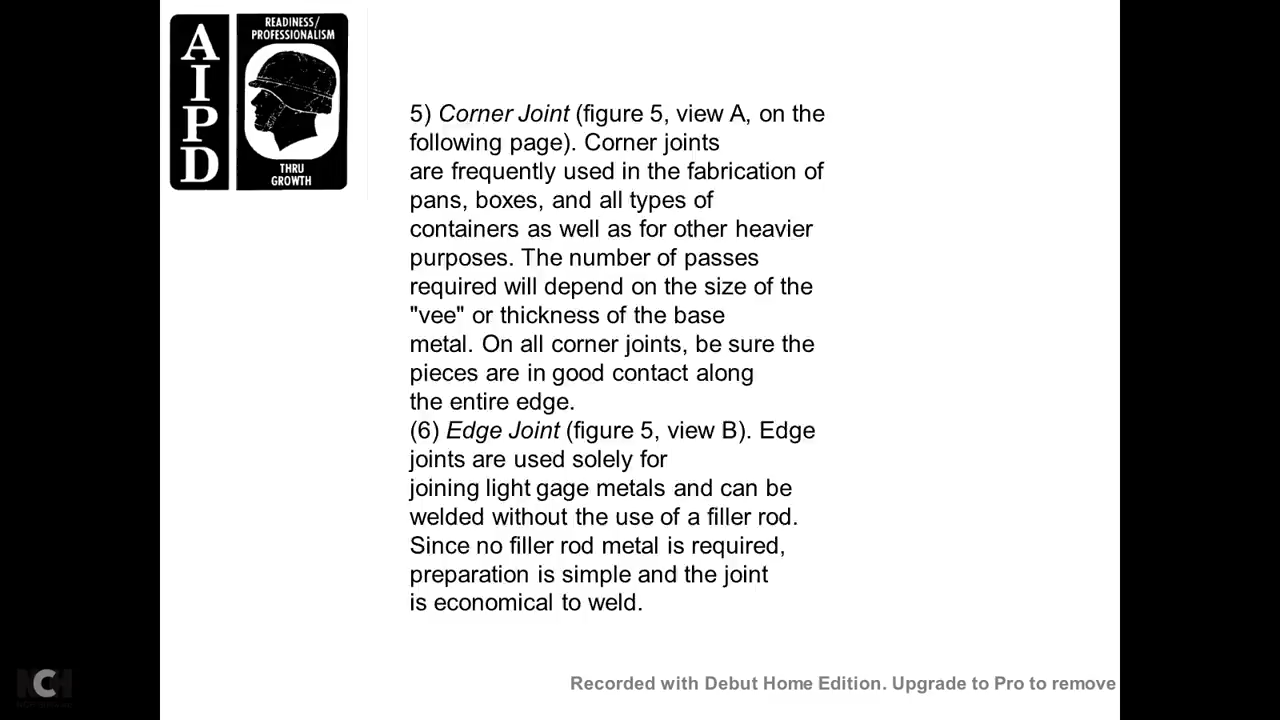 AIPD
READINESS/
PROFESSIONALISM
THRU
GROWTH
5) Corner Joint (figure 5, view A, on the
following page). Corner joints
are frequently used in the fabrication of
pans, boxes, and all types of
containers as well as for other heavier
purposes. The number of passes
required will depend on the size of the
"vee" or thickness of the base
metal. On all corner joints, be sure the
pieces are in good contact along
the entire edge.
(6) Edge Joint (figure 5, view B). Edge
joints are used solely for
joining light gage metals and can be
welded without the use of a filler rod.
Since no filler rod metal is required,
preparation is simple and the joint
is economical to weld.
NCH
Recorded with Debut Home Edition. Upgrade to Pro to remove